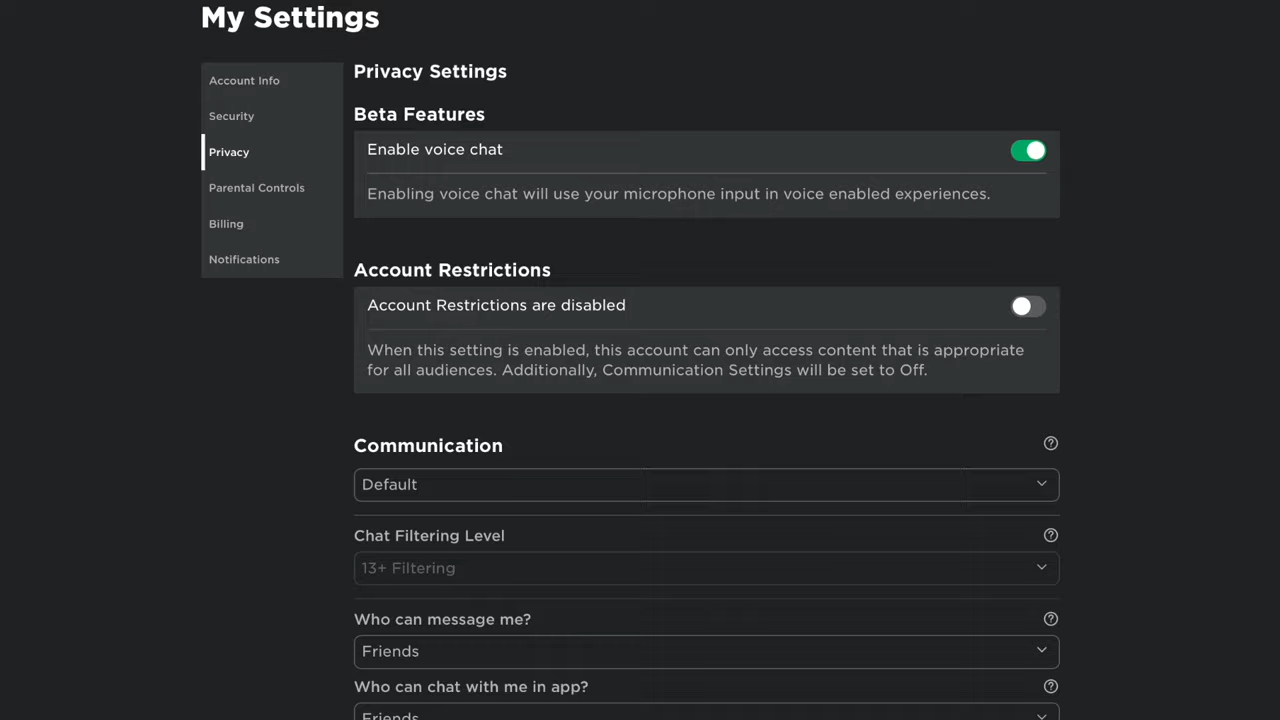 My Settings
Account Info
Security
Privacy
Parental Controls
Billing
Notifications
Privacy Settings
Beta Features
Enable voice chat
Enabling voice chat will use your microphone input in voice enabled experiences.
Account Restrictions
Account Restrictions are disabled
When this setting is enabled, this account can only access content that is appropriate
for all audiences. Additionally, Communication Settings will be set to Off.
Communication
Default
Chat Filtering Level
13+ Filtering
Who can message me?
Friends
Who can chat with me in app?
Friends